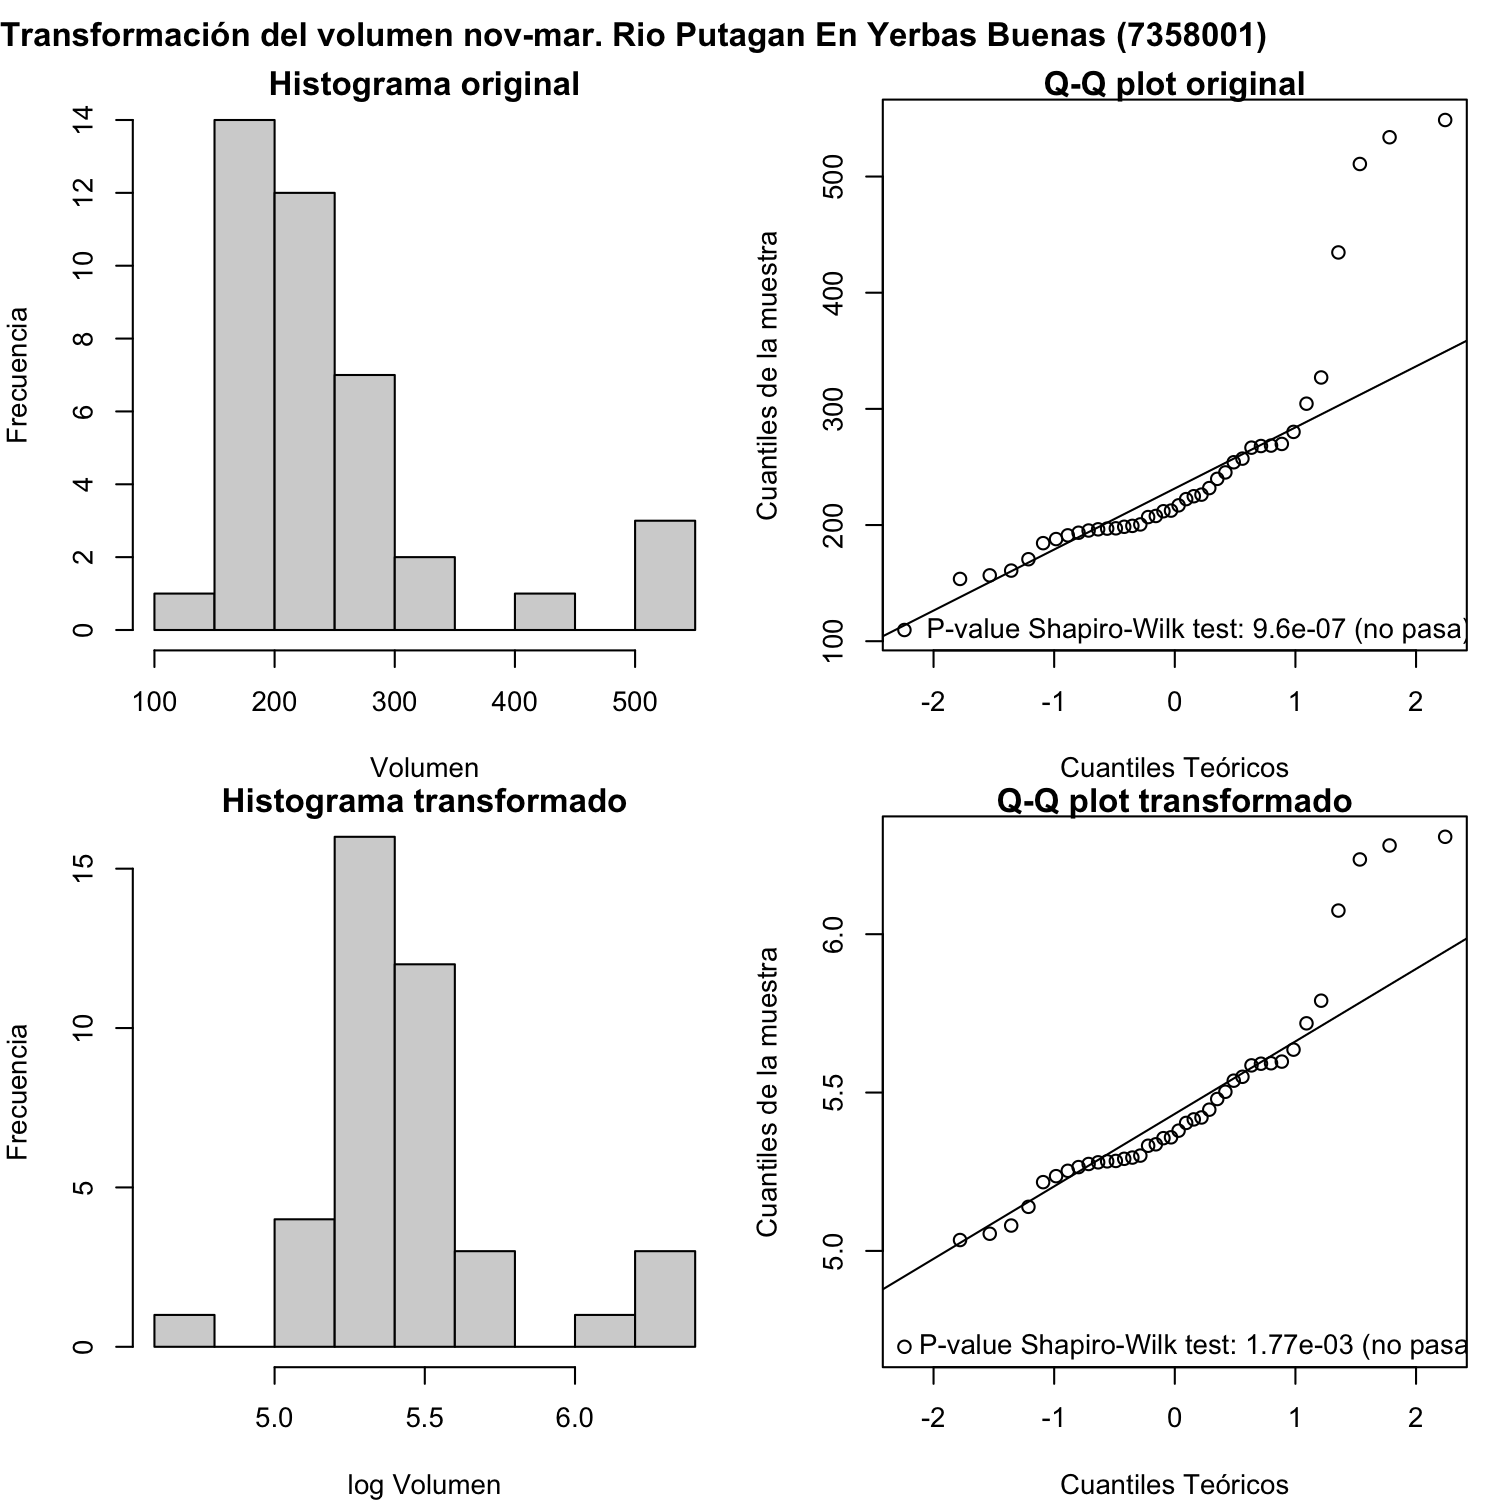 Transformación del volumen nov-mar. Rio Putagan En Yerbas Buenas (7358001)
Histograma original
Frecuencia
0 2 4 6 8 10 12 14
100 200 300 400 500
Volumen
Q-Q plot original
Cuantiles de la muestra
100 200 300 400 500
P-value Shapiro-Wilk test: 9.6e-07 (no pasa)
-2 -1 0 1 2
Cuantiles Teóricos
Histograma transformado
Frecuencia
0 5 10 15
5.0 5.5 6.0
log Volumen
Q-Q plot transformado
Cuantiles de la muestra
5.0 5.5 6.0
P-value Shapiro-Wilk test: 1.77e-03 (no pasa
-2 -1 0 1 2
Cuantiles Teóricos